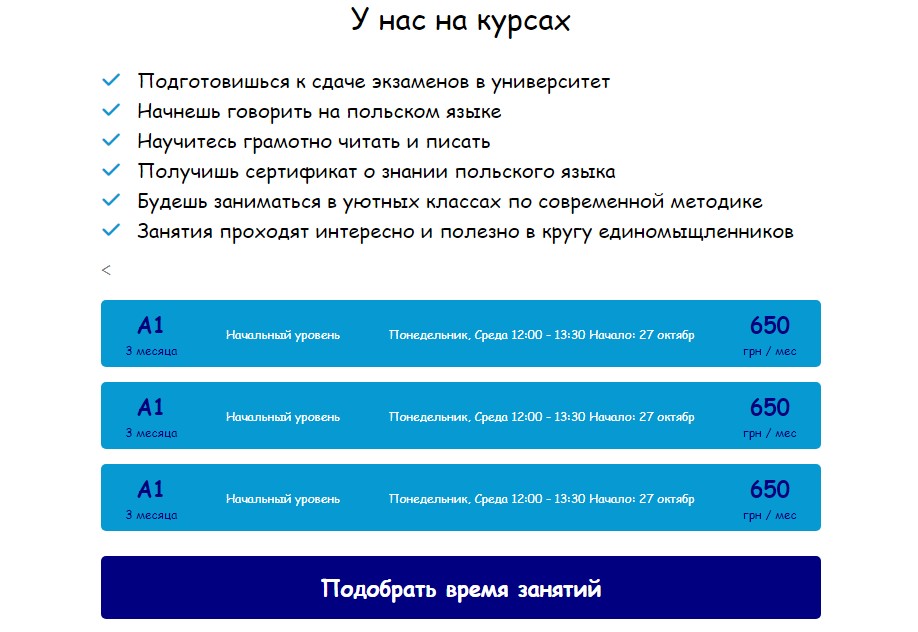 У нас на курсах
Подготовишься к сдаче экзаменов в университет
Начнешь говорить на польском языке
Научитесь грамотно читать и писать
Получишь сертификат о знании польского языка
Будешь заниматься в уютных классах по современной методике
Занятия проходят интересно и полезно в кругу единомыщленников
<
A1
3 месяца
Начальный уровень
Понедельник, Среда 12:00 - 13:30 Начало: 27 октябр
650
грн / мес
A1
3 месяца
Начальный уровень
Понедельник, Среда 12:00 - 13:30 Начало: 27 октябр
650
грн / мес
A1
3 месяца
Начальный уровень
Понедельник, Среда 12:00 - 13:30 Начало: 27 октябр
650
грн / мес
Подобрать время занятий